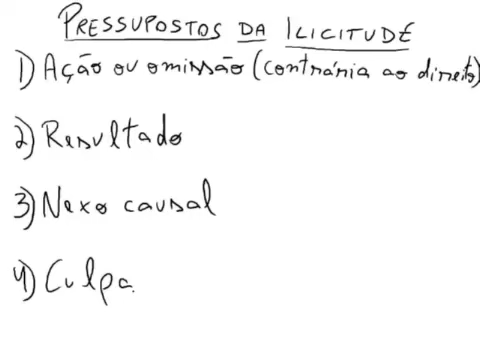 PRESSUPOSTOS DA ILICITUDE
1) Ação ou omissão (contrária ao direito)
2) Resultado
3) Nexo causal
4) Culpa